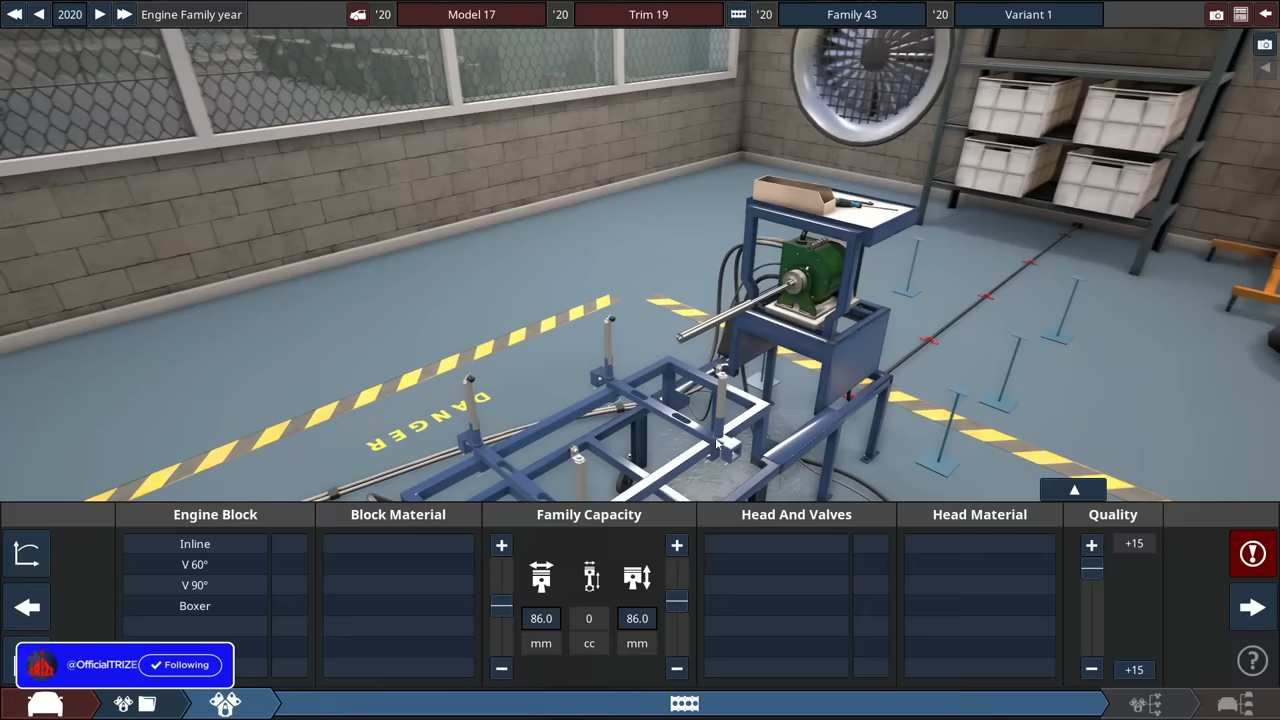 2020 Engine Family year '20 Model 17 '20 Trim 19 '20 Family 43 '20 Variant 1
DANGER
Engine Block Block Material Family Capacity Head And Valves Head Material Quality
Inline
V 60°
V 90°
Boxer
+15
86.0 0 86.0
mm cc mm
+15
@OfficialTRIZE Following
TRIZE